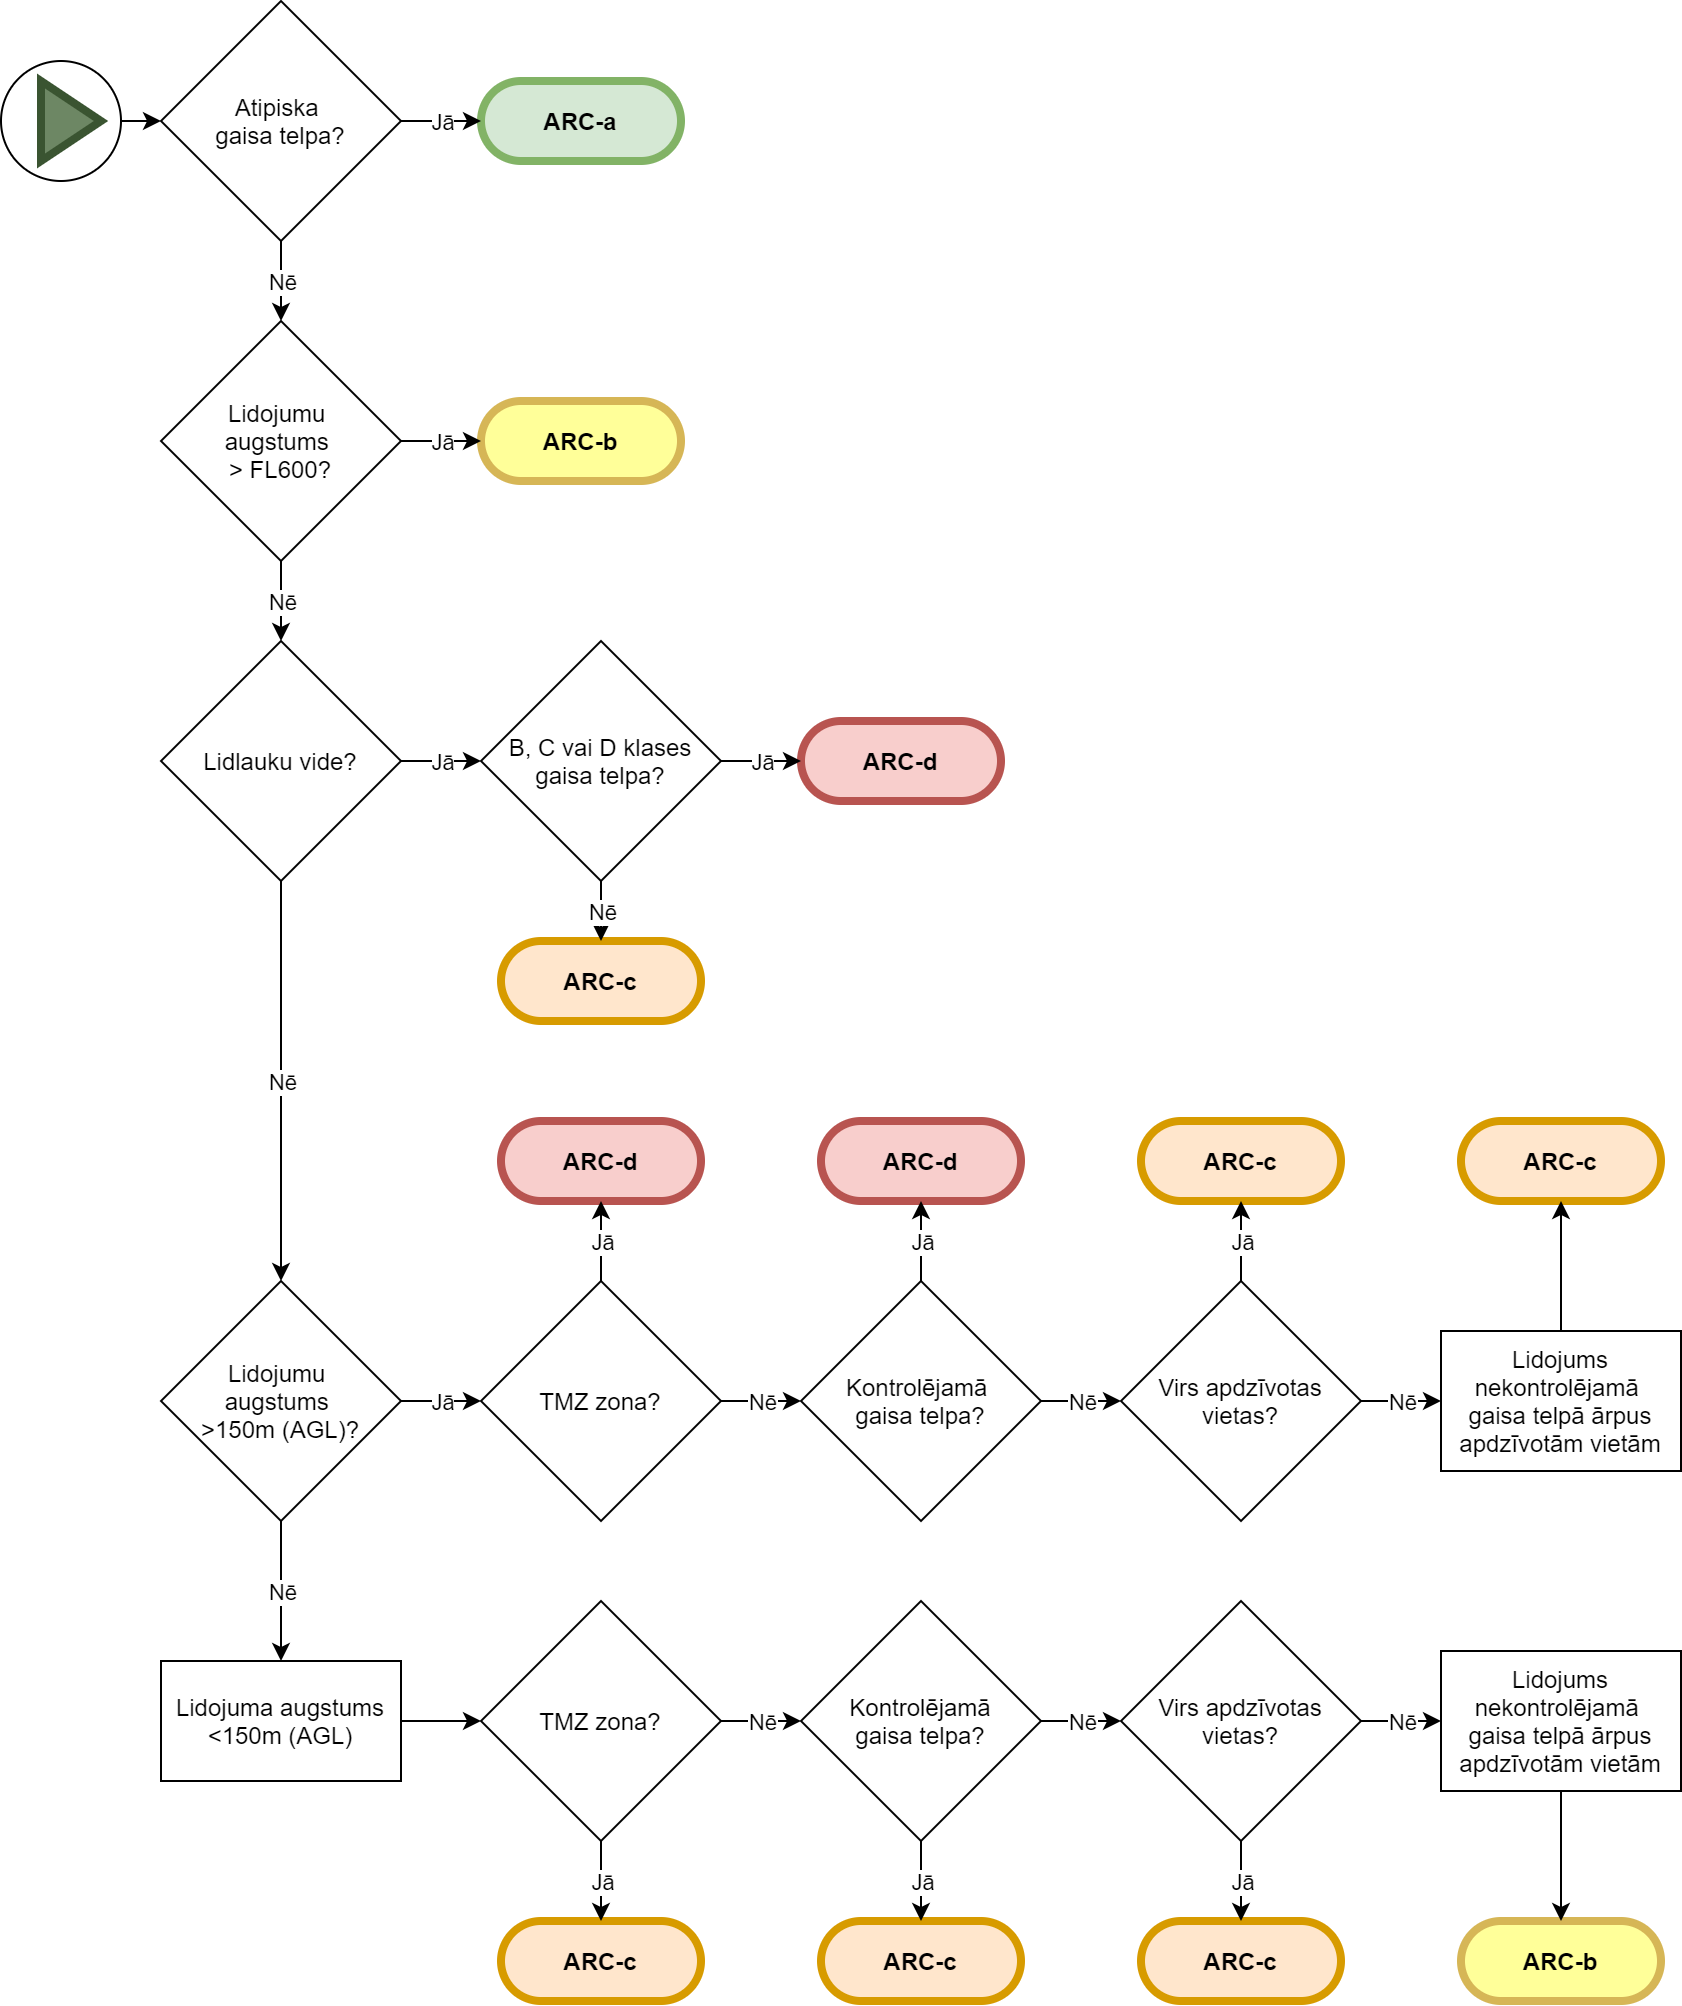 Atipiska
gaisa telpa?
Jā
ARC-a
Nē
Lidojumu
augstums
> FL600?
Jā
ARC-b
Nē
Lidlauku vide?
Jā
B, C vai D klases
gaisa telpa?
Jā
ARC-d
Nē
ARC-c
Nē
ARC-d
ARC-d
ARC-c
ARC-c
Jā
Jā
Jā
Lidojumu
augstums
>150m (AGL)?
Jā
TMZ zona?
Nē
Kontrolējamā
gaisa telpa?
Nē
Virs apdzīvotas
vietas?
Nē
Lidojums
nekontrolējamā
gaisa telpā ārpus
apdzīvotām vietām
Nē
Lidojuma augstums
<150m (AGL)
TMZ zona?
Nē
Kontrolējamā
gaisa telpa?
Nē
Virs apdzīvotas
vietas?
Nē
Lidojums
nekontrolējamā
gaisa telpā ārpus
apdzīvotām vietām
Jā
Jā
Jā
ARC-c
ARC-c
ARC-c
ARC-b